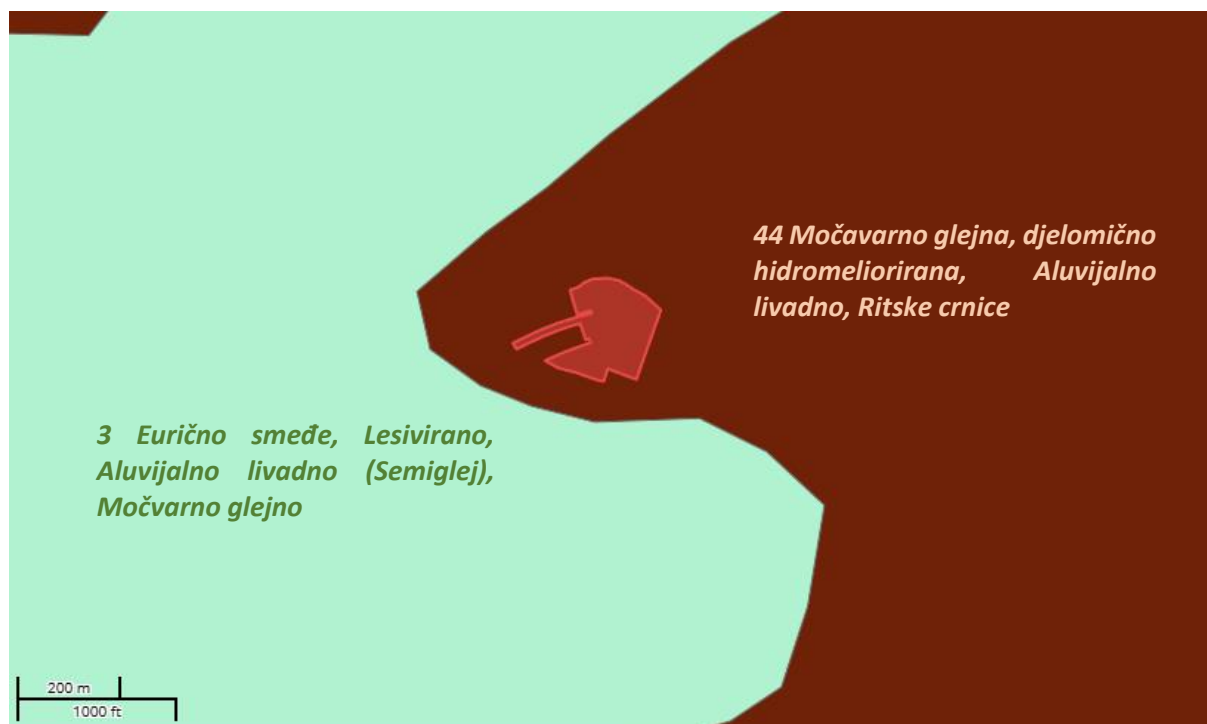 44 Močavarno glejna, djelomično
hidromeliorirana, Aluvijalno
livadno, Ritske crnice
3 Eurično smeđe, Lesivirano,
Aluvijalno livadno (Semiglej),
Močvarno glejno
200 m
1000 ft